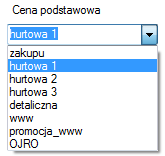 Cena podstawowa
hurtowa 1
zakupu
hurtowa 1
hurtowa 2
hurtowa 3
detaliczna
www
promocja_www
OJRO